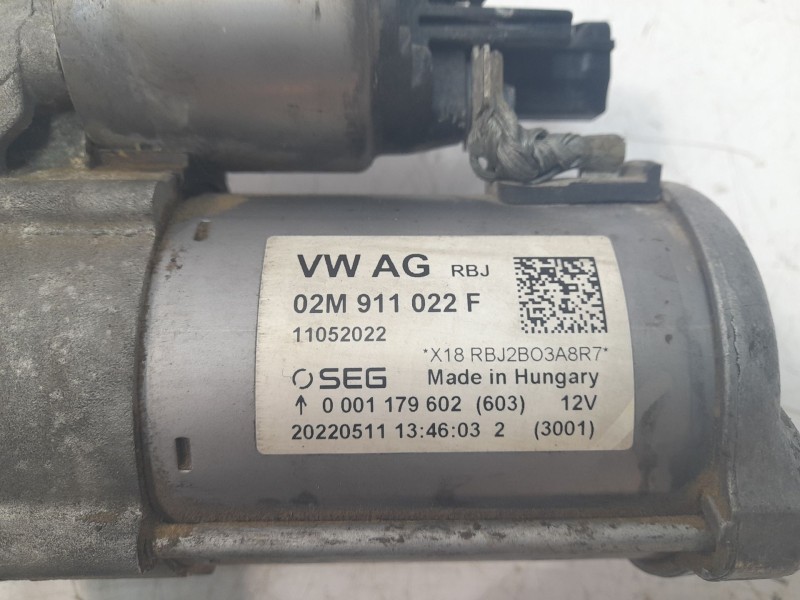 VW AG RBJ
02M 911 022 F
11052022
*X18 RBJ2BO3A8R7*
OSEG Made in Hungary
↑ 0 001 179 602 (603) 12V
20220511 13:46:03 2 (3001)